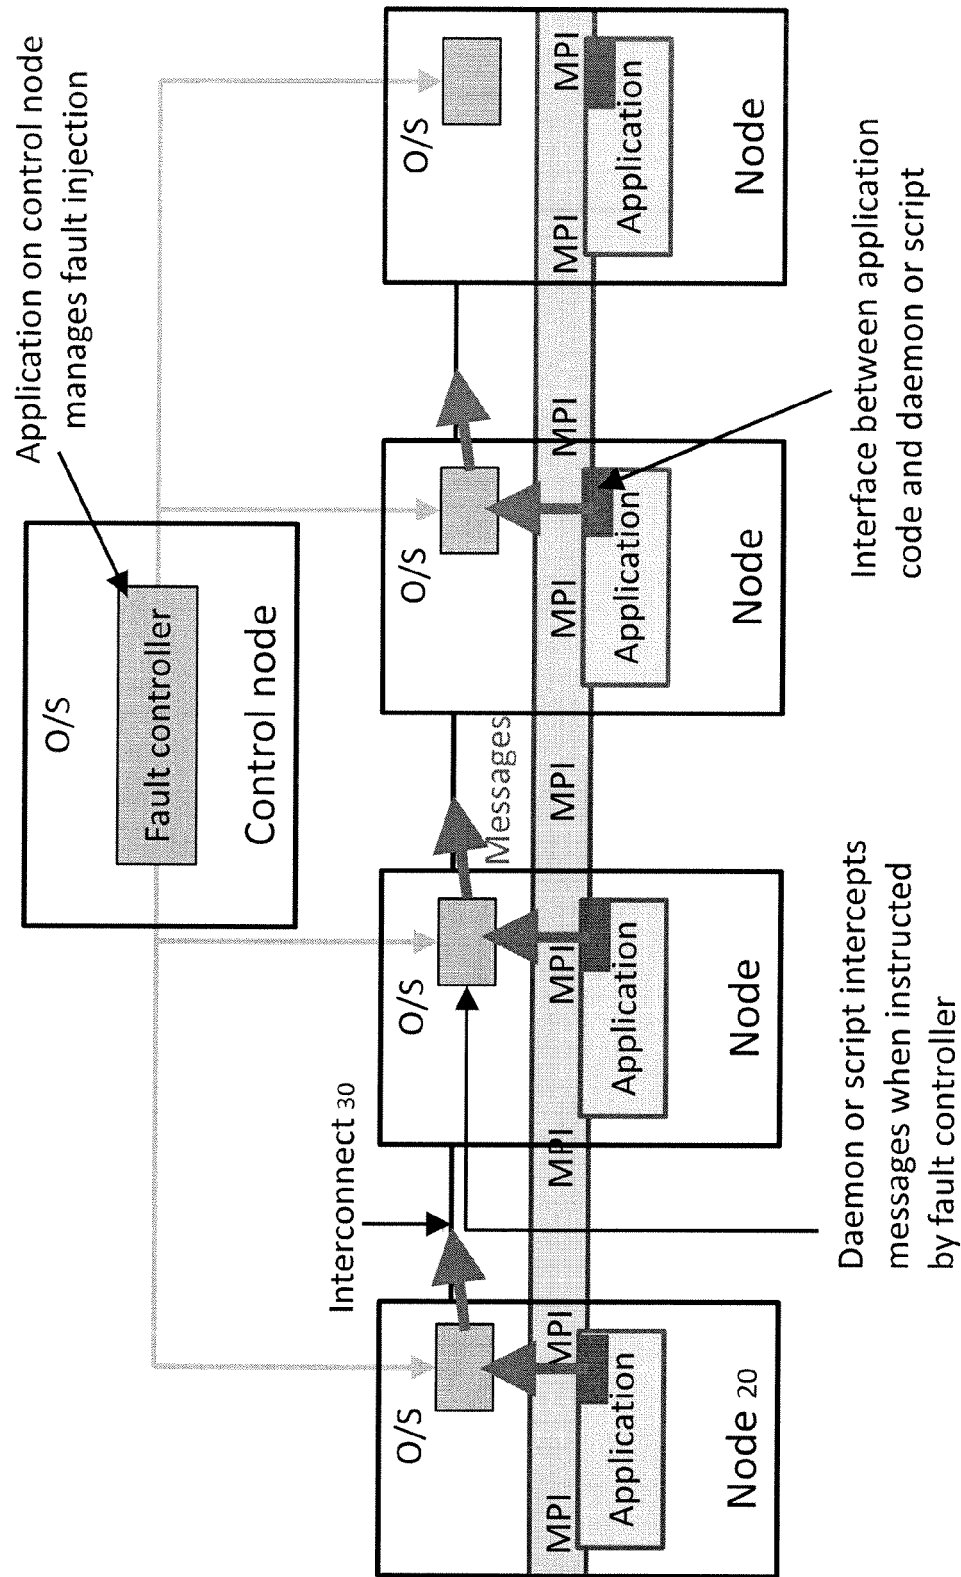 Application on control node
manages fault injection
O/S
Fault controller
Control node
Interconnect 30
Messages
O/S
O/S
O/S
O/S
MPI
MPI
MPI
MPI
MPI
MPI
MPI
MPI
MPI
Application
Application
Application
Application
Node 20
Node
Node
Node
Daemon or script intercepts
messages when instructed
by fault controller
Interface between application
code and daemon or script